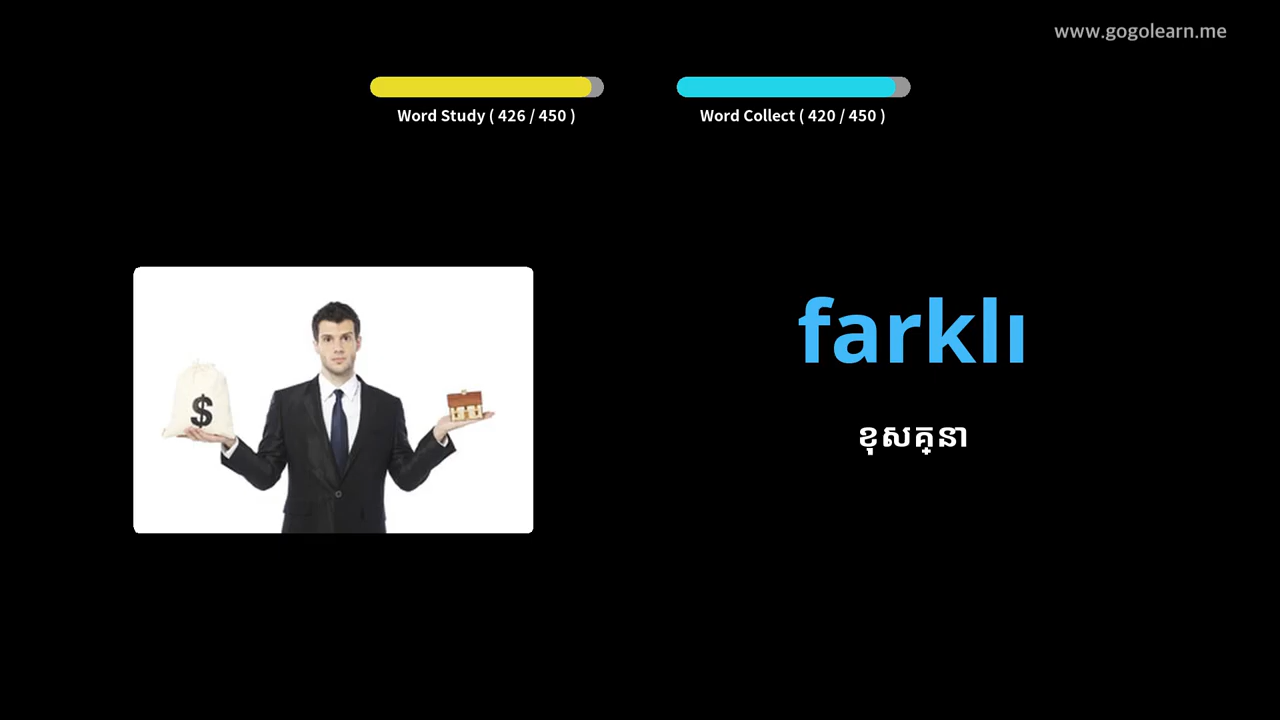 www.gogolearn.me
Word Study ( 426 / 450 )
Word Collect ( 420 / 450 )
$
farklı
ខុសគ្នា